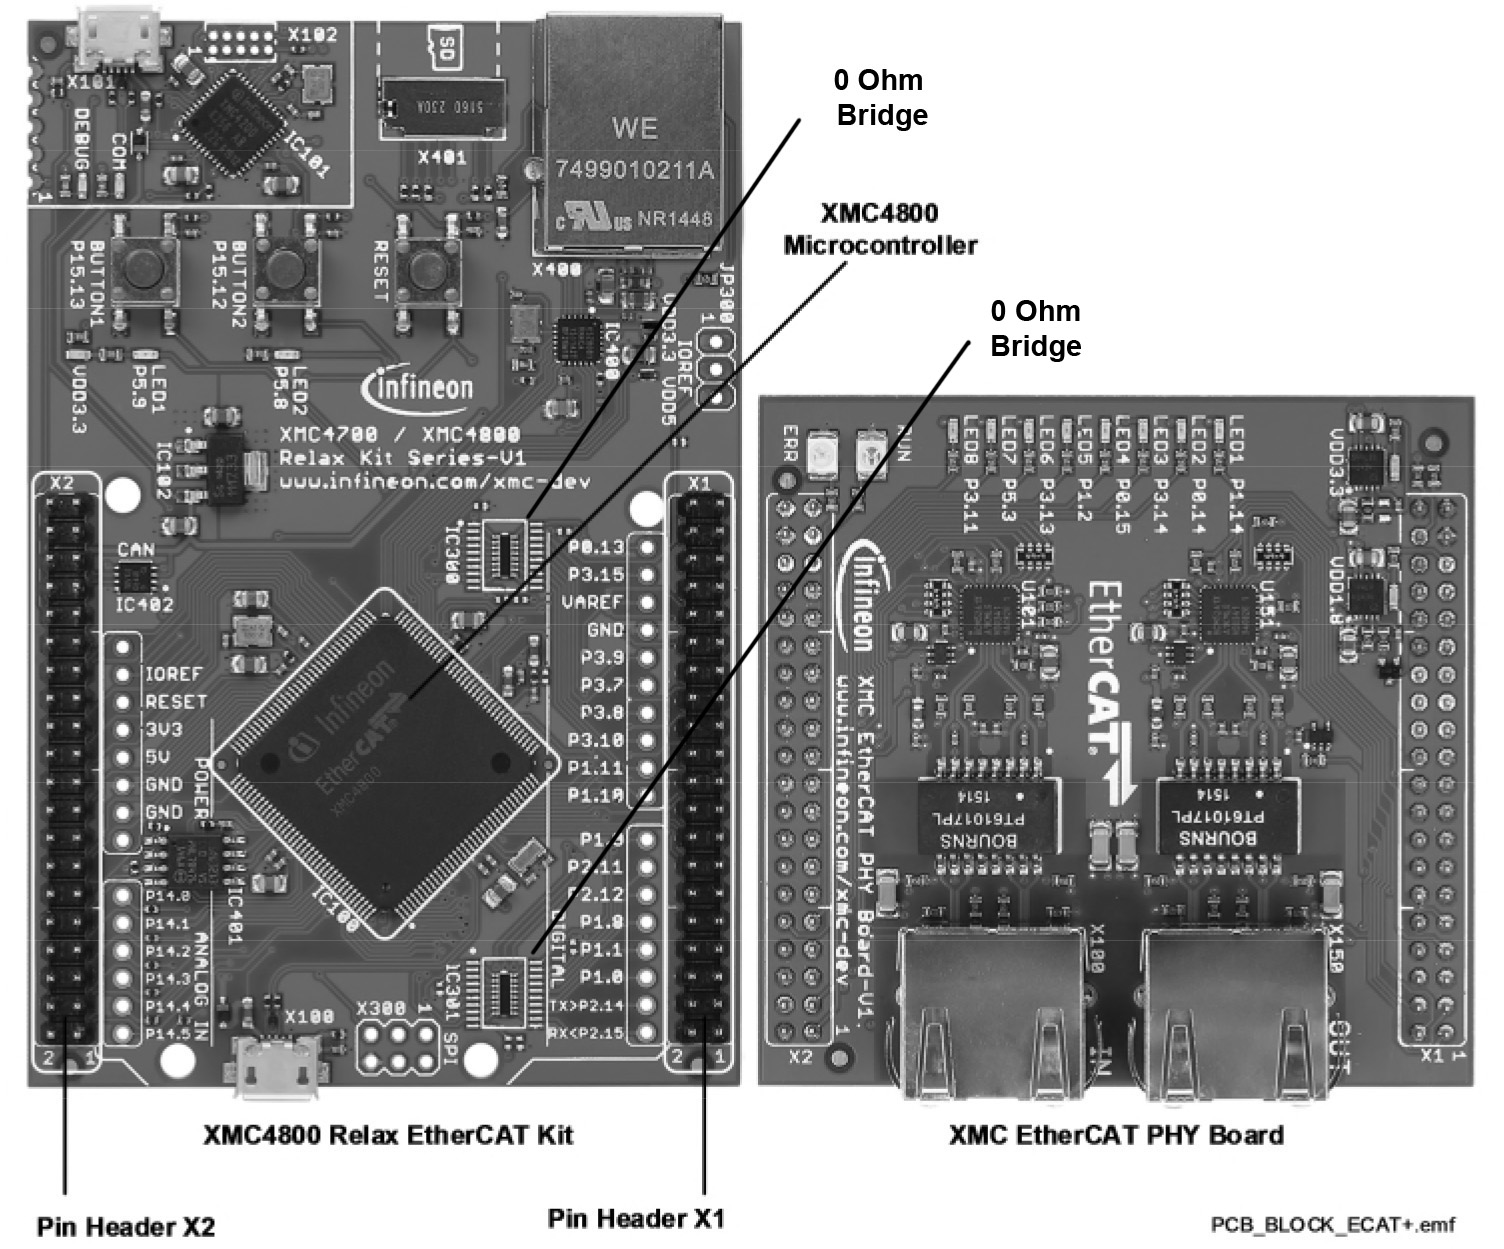 0 Ohm
Bridge
XMC4800
Microcontroller
0 Ohm
Bridge
X102
1
X101
DEBUG
COM
IC101
1
SD
5160 230A
X401
WE
7499010211A
c US NR1448
X400
BUTTON1
P15.13
BUTTON2
P15.12
RESET
JP300
1
VDD3.3
IOREF
VDD5
IC400
VDD3.3
LED1
P5.9
LED2
P5.8
infineon
XMC4700 / XMC4800
Relax Kit Series-V1
www.infineon.com/xmc-dev
IC102
X2
X1
CAN
IC402
IC300
P0.13
P3.15
VAREF
GND
P3.9
P3.7
P3.8
P3.10
P1.11
P1.10
P1.9
P2.11
P2.12
P1.8
P1.1
P1.0
TX>P2.14
RX<P2.15
DIGITAL
IOREF
RESET
3V3
5V
GND
GND
POWER
Infineon
EtherCAT
XMC4800
IC100
IC401
P14.0
P14.1
P14.2
P14.3
P14.4
P14.5
ANALOG IN
IC301
X100
X300
1
SPI
2
1
2
1
ERR
RUN
LED8 P3.11
LED7 P5.3
LED6 P3.13
LED5 P1.2
LED4 P0.15
LED3 P3.14
LED2 P0.14
LED1 P1.14
VDD3.3
VDD1.8
infineon
U101
U151
EtherCAT
XMC EtherCAT PHY Board-V1.
www.infineon.com/xmc-dev
1514
PT61017PL
BOURNS
1514
PT61017PL
BOURNS
X100
X150
IN
OUT
X2
1
X1
1
XMC4800 Relax EtherCAT Kit
XMC EtherCAT PHY Board
Pin Header X2
Pin Header X1
PCB_BLOCK_ECAT+.emf